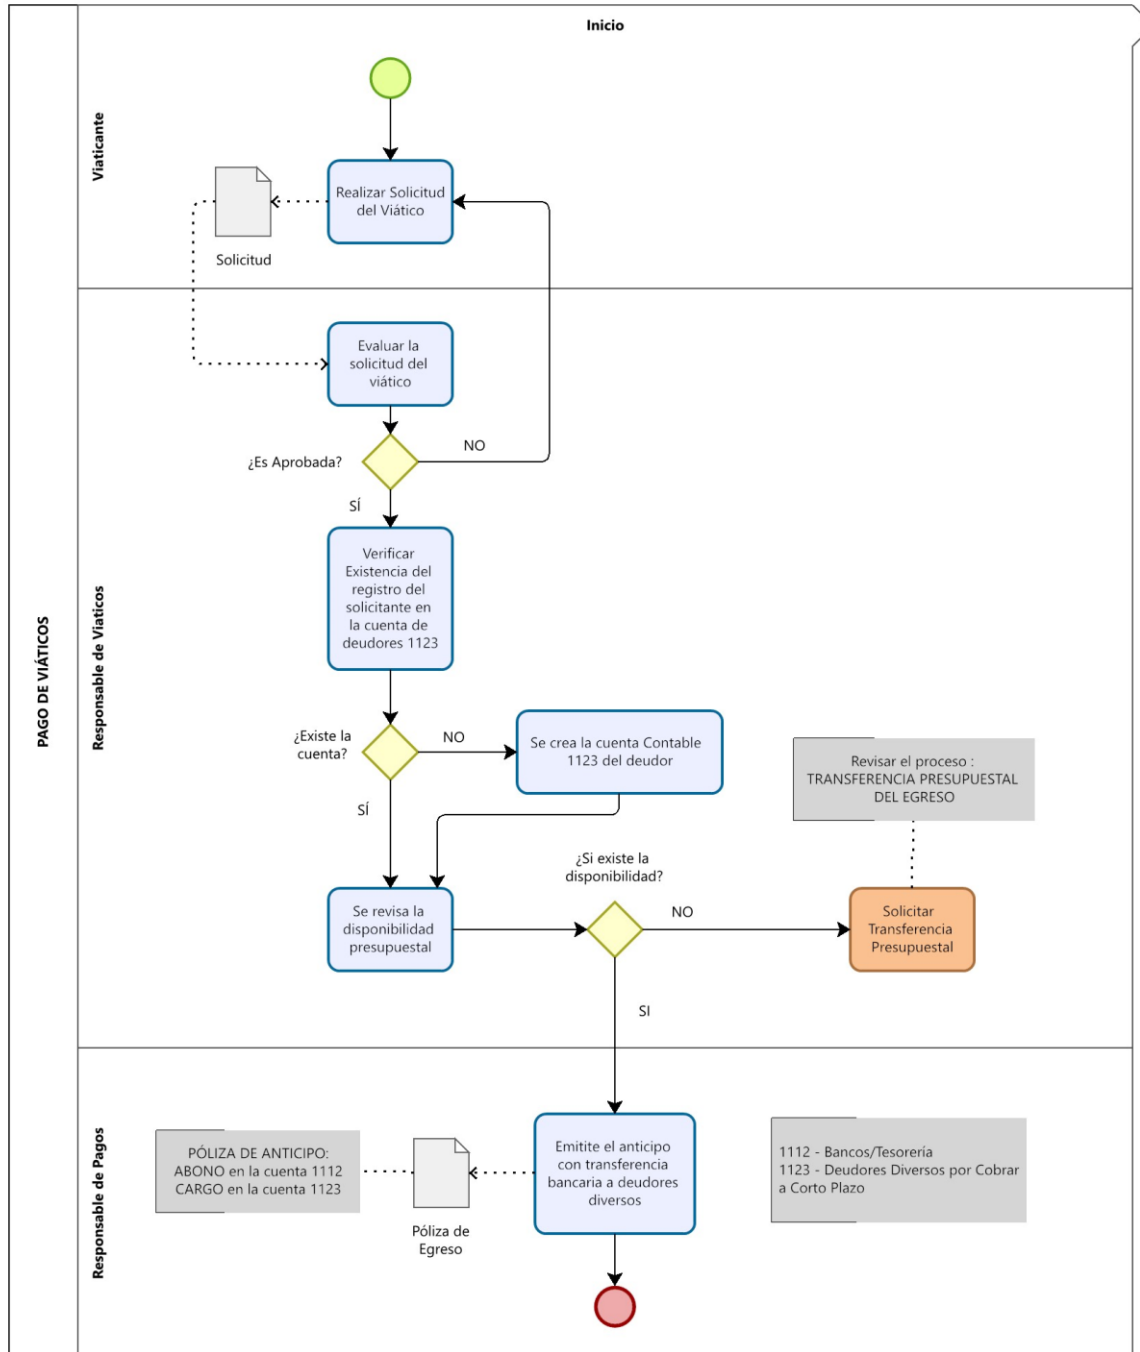 Inicio
PAGO DE VIÁTICOS
Viaticante
Realizar Solicitud
del Viático
Solicitud
Responsable de Viaticos
Evaluar la
solicitud del
viático
¿Es Aprobada?
NO
SÍ
Verificar
Existencia del
registro del
solicitante en
la cuenta de
deudores 1123
¿Existe la
cuenta?
NO
SÍ
Se crea la cuenta Contable
1123 del deudor
Revisar el proceso :
TRANSFERENCIA PRESUPUESTAL
DEL EGRESO
Se revisa la
disponibilidad
presupuestal
¿Si existe la
disponibilidad?
NO
SI
Solicitar
Transferencia
Presupuestal
Responsable de Pagos
PÓLIZA DE ANTICIPO:
ABONO en la cuenta 1112
CARGO en la cuenta 1123
Póliza de
Egreso
Emitite el anticipo
con transferencia
bancaria a deudores
diversos
1112 - Bancos/Tesorería
1123 - Deudores Diversos por Cobrar
a Corto Plazo